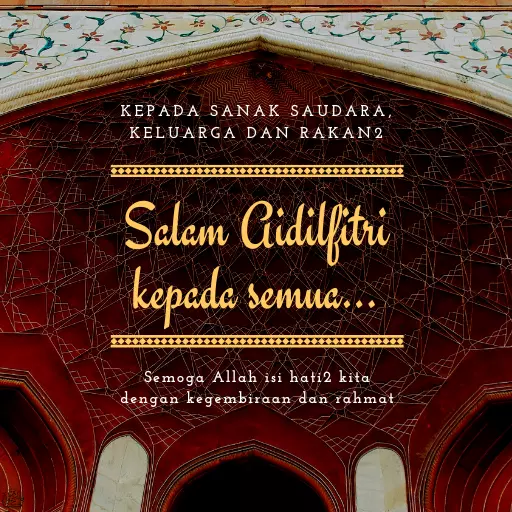 KEPADA SANAK SAUDARA,
KELUARGA DAN RAKAN2
Salam Aidilfitri
kepada semua...
Semoga Allah isi hati2 kita
dengan kegembiraan dan rahmat